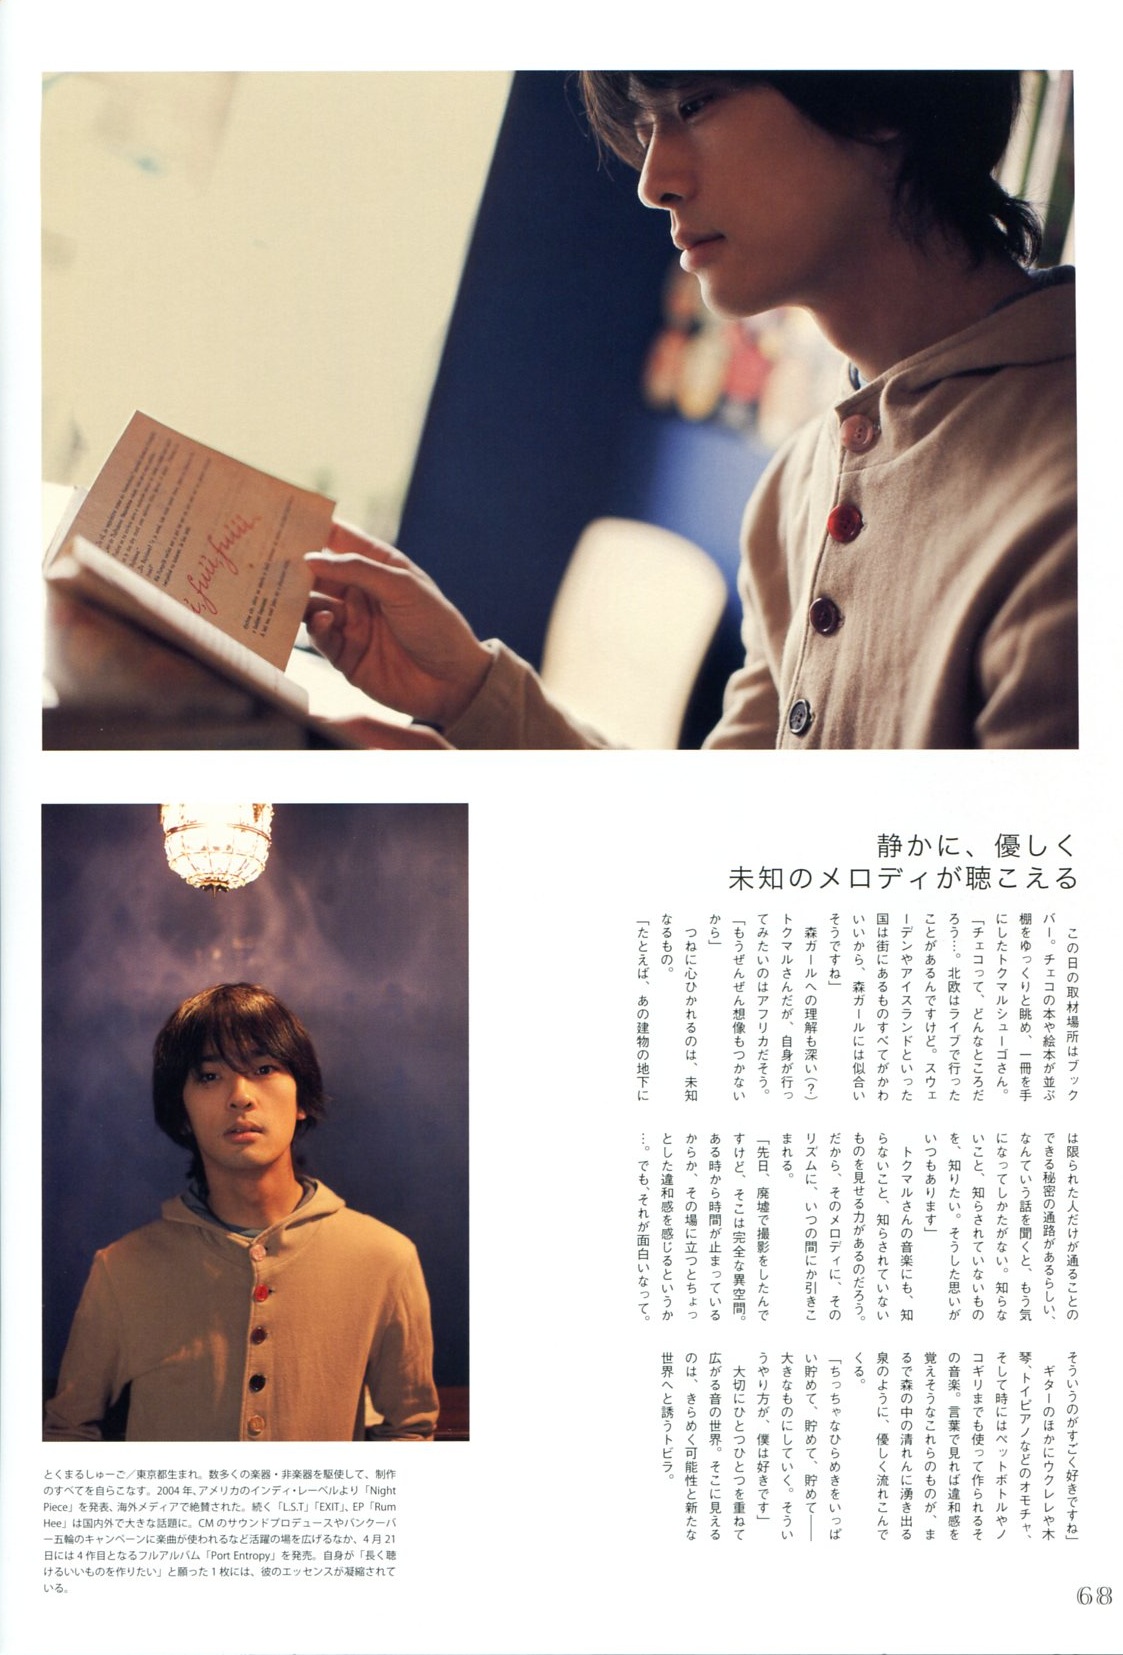 静かに、優しく
未知のメロディが聴こえる
この日の取材場所はブック
バー。チェコの本や絵本が並ぶ
棚をゆっくりと眺め、一冊を手
にしたトクマルシューゴさん。
「チェコって、どんなところだ
ろう…。北欧はライブで行った
ことがあるんですけど。スウェ
ーデンやアイスランドといった
国は街にあるものすべてがかわ
いいから、森ガールには似合い
そうですね」
森ガールへの理解も深い(?)
トクマルさんだが、自身が行っ
てみたいのはアフリカだそう。
「もうぜんぜん想像もつかない
から」
つねに心ひかれるのは、未知
なるもの。
「たとえば、あの建物の地下に
は限られた人だけが通ることの
できる秘密の通路があるらしい、
なんていう話を聞くと、もう気
になってしかたがない。知らな
いこと、知らされていないもの
を、知りたい。そうした思いが
いつもあります」
トクマルさんの音楽にも、知
らないこと、知らされていない
ものを見せる力があるのだろう。
だから、そのメロディに、その
リズムに、いつの間にか引きこ
まれる。
「先日、廃墟で撮影をしたんで
すけど、そこは完全な異空間。
ある時から時間が止まっている
からか、その場に立つとちょっ
とした違和感を感じるというか
…。でも、それが面白いなって。
そういうのがすごく好きですね」
ギターのほかにウクレレや木
琴、トイピアノなどのオモチャ、
そして時にはペットボトルやノ
コギリまでも使って作られるそ
の音楽。言葉で見れば違和感を
覚えそうなこれらのものが、ま
るで森の中の清れんに湧き出る
泉のように、優しく流れこんで
くる。
「ちっちゃなひらめきをいっぱ
い貯めて、貯めて、貯めて――
大きなものにしていく。そうい
うやり方が、僕は好きです」
大切にひとつひとつを重ねて
広がる音の世界。そこに見える
のは、きらめく可能性と新たな
世界へと誘うトビラ。
とくまるしゅーご／東京都生まれ。数多くの楽器・非楽器を駆使して、制作
のすべてを自らこなす。2004年、アメリカのインディ・レーベルより「Night
Piece」を発表、海外メディアで絶賛された。続く「L.S.T」「EXIT」、EP「Rum
Hee」は国内外で大きな話題に。CMのサウンドプロデュースやバンクーバ
ー五輪のキャンペーンに楽曲が使われるなど活躍の場を広げるなか、4月21
日には4作目となるフルアルバム「Port Entropy」を発売。自身が「長く聴
けるいいものを作りたい」と願った1枚には、彼のエッセンスが凝縮されて
いる。
68